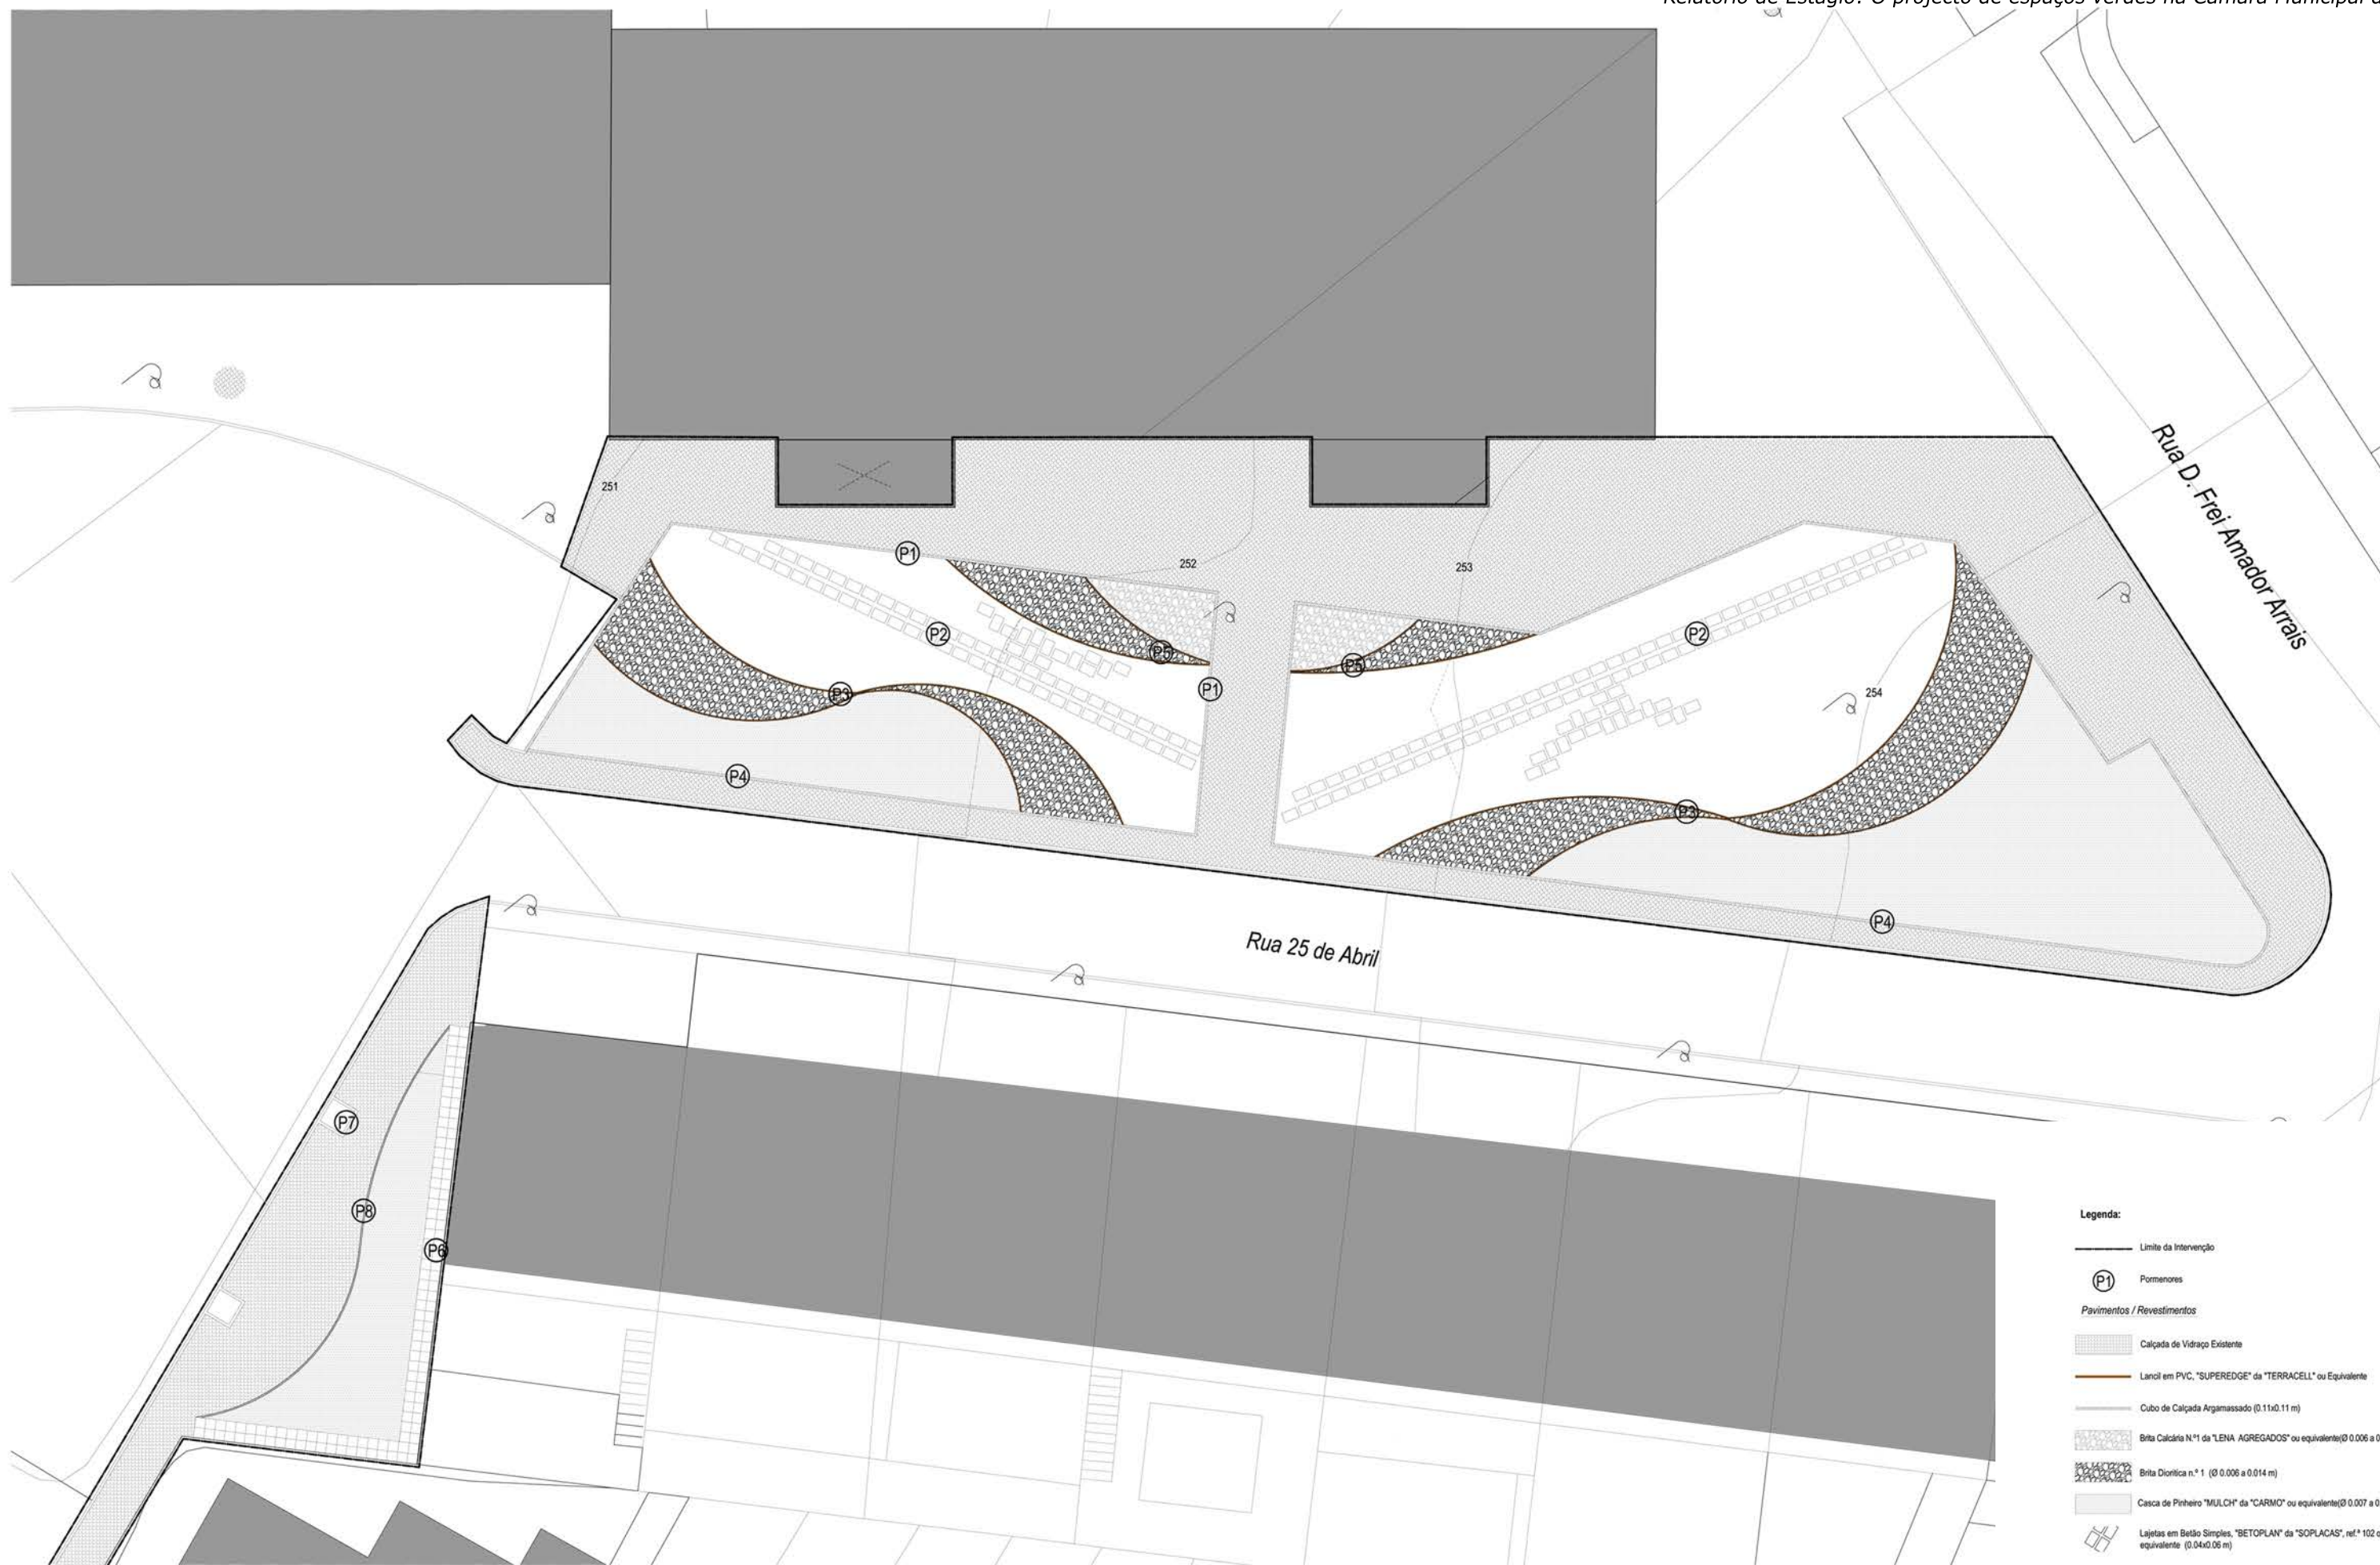 Relatório de Estágio: O projecto de espaços verdes na Câmara Municipal d
251
P1
252
253
Rua D. Frei Amador Arrais
P2
P2
P5
P5
P1
P3
254
P4
P3
P4
Rua 25 de Abril
P7
P8
P6
Legenda:
Limite da Intervenção
P1 Pormenores
Pavimentos / Revestimentos
Calçada de Vidraço Existente
Lancil em PVC, "SUPEREDGE" da "TERRACELL" ou Equivalente
Cubo de Calçada Argamassado (0.11x0.11 m)
Brita Calcária N.º1 da "LENA AGREGADOS" ou equivalente(Ø 0.006 a 0
Brita Dioritica n.º 1 (Ø 0.006 a 0.014 m)
Casca de Pinheiro "MULCH" da "CARMO" ou equivalente(Ø 0.007 a 0.
Lajetas em Betão Simples, "BETOPLAN" da "SOPLACAS", ref.ª 102 o
equivalente (0.04x0.06 m)